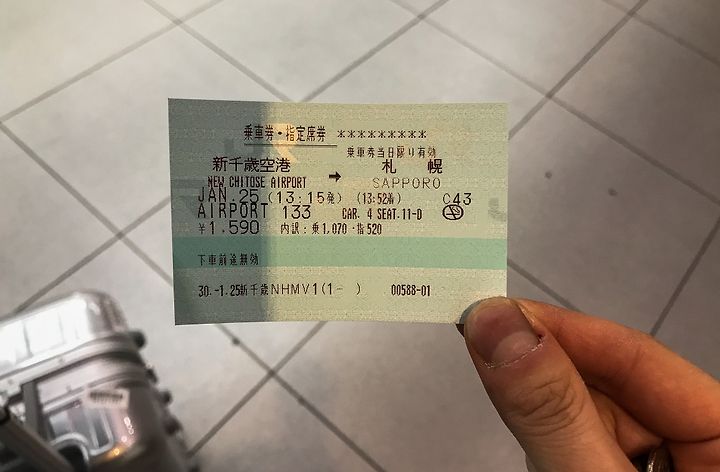 乗車券・指定席券 *********
乗車券当日限り有効
新千歳空港 → 札 幌
NEW CHITOSE AIRPORT SAPPORO
JAN.25 (13:15発) (13:52着) C43
AIRPORT 133 CAR.4 SEAT.11-D
¥1,590 内訳:乗1,070・指520
下車前途無効
30.-1.25新千歳NHMV1(1- ) 00588-01